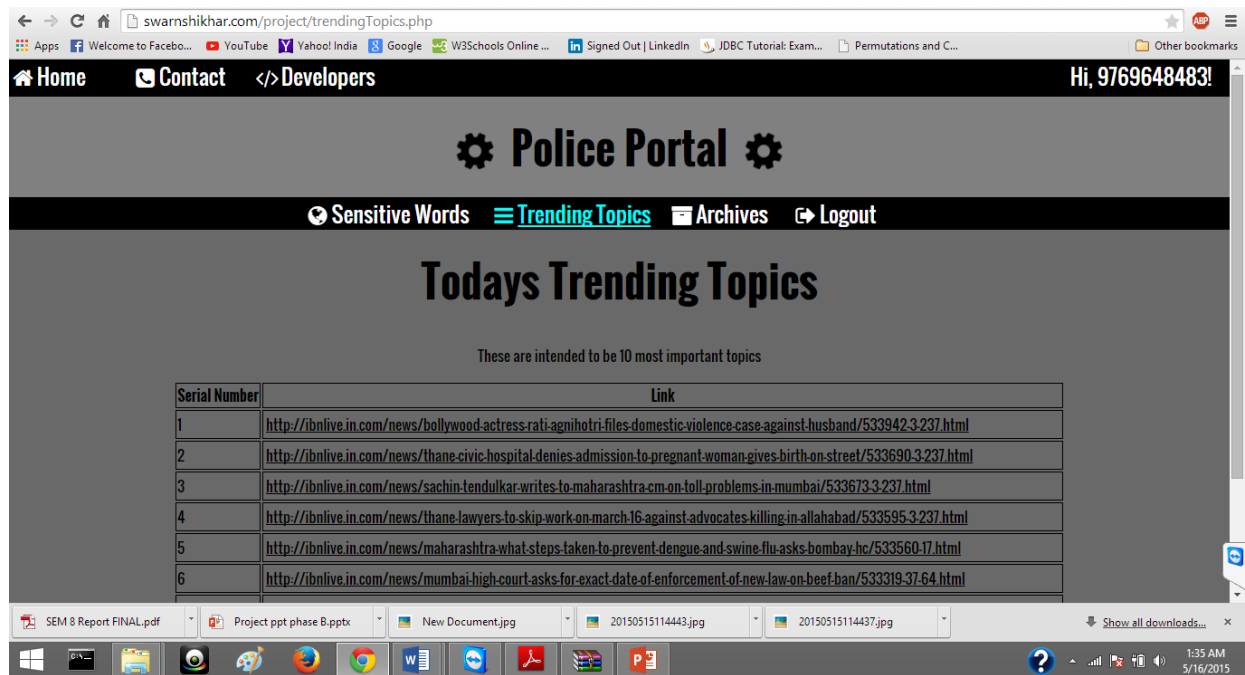 swarnshikhar.com/project/trendingTopics.php
ABP
Apps Welcome to Facebo... YouTube Yahoo! India Google W3Schools Online ... Signed Out | LinkedIn JDBC Tutorial: Exam... Permutations and C... Other bookmarks
Home Contact </> Developers Hi, 9769648483!
Police Portal
Sensitive Words Trending Topics Archives Logout
Todays Trending Topics
These are intended to be 10 most important topics
Serial Number Link
1 http://ibnlive.in.com/news/bollywood-actress-rati-agnihotri-files-domestic-violence-case-against-husband/533942-3-237.html
2 http://ibnlive.in.com/news/thane-civic-hospital-denies-admission-to-pregnant-woman-gives-birth-on-street/533690-3-237.html
3 http://ibnlive.in.com/news/sachin-tendulkar-writes-to-maharashtra-cm-on-toll-problems-in-mumbai/533673-3-237.html
4 http://ibnlive.in.com/news/thane-lawyers-to-skip-work-on-march-16-against-advocates-killing-in-allahabad/533595-3-237.html
5 http://ibnlive.in.com/news/maharashtra-what-steps-taken-to-prevent-dengue-and-swine-flu-asks-bombay-hc/533560-17.html
6 http://ibnlive.in.com/news/mumbai-high-court-asks-for-exact-date-of-enforcement-of-new-law-on-beef-ban/533319-37-64.html
SEM 8 Report FINAL.pdf Project ppt phase B.pptx New Document.jpg 20150515114443.jpg 20150515114437.jpg Show all downloads...
1:35 AM
5/16/2015